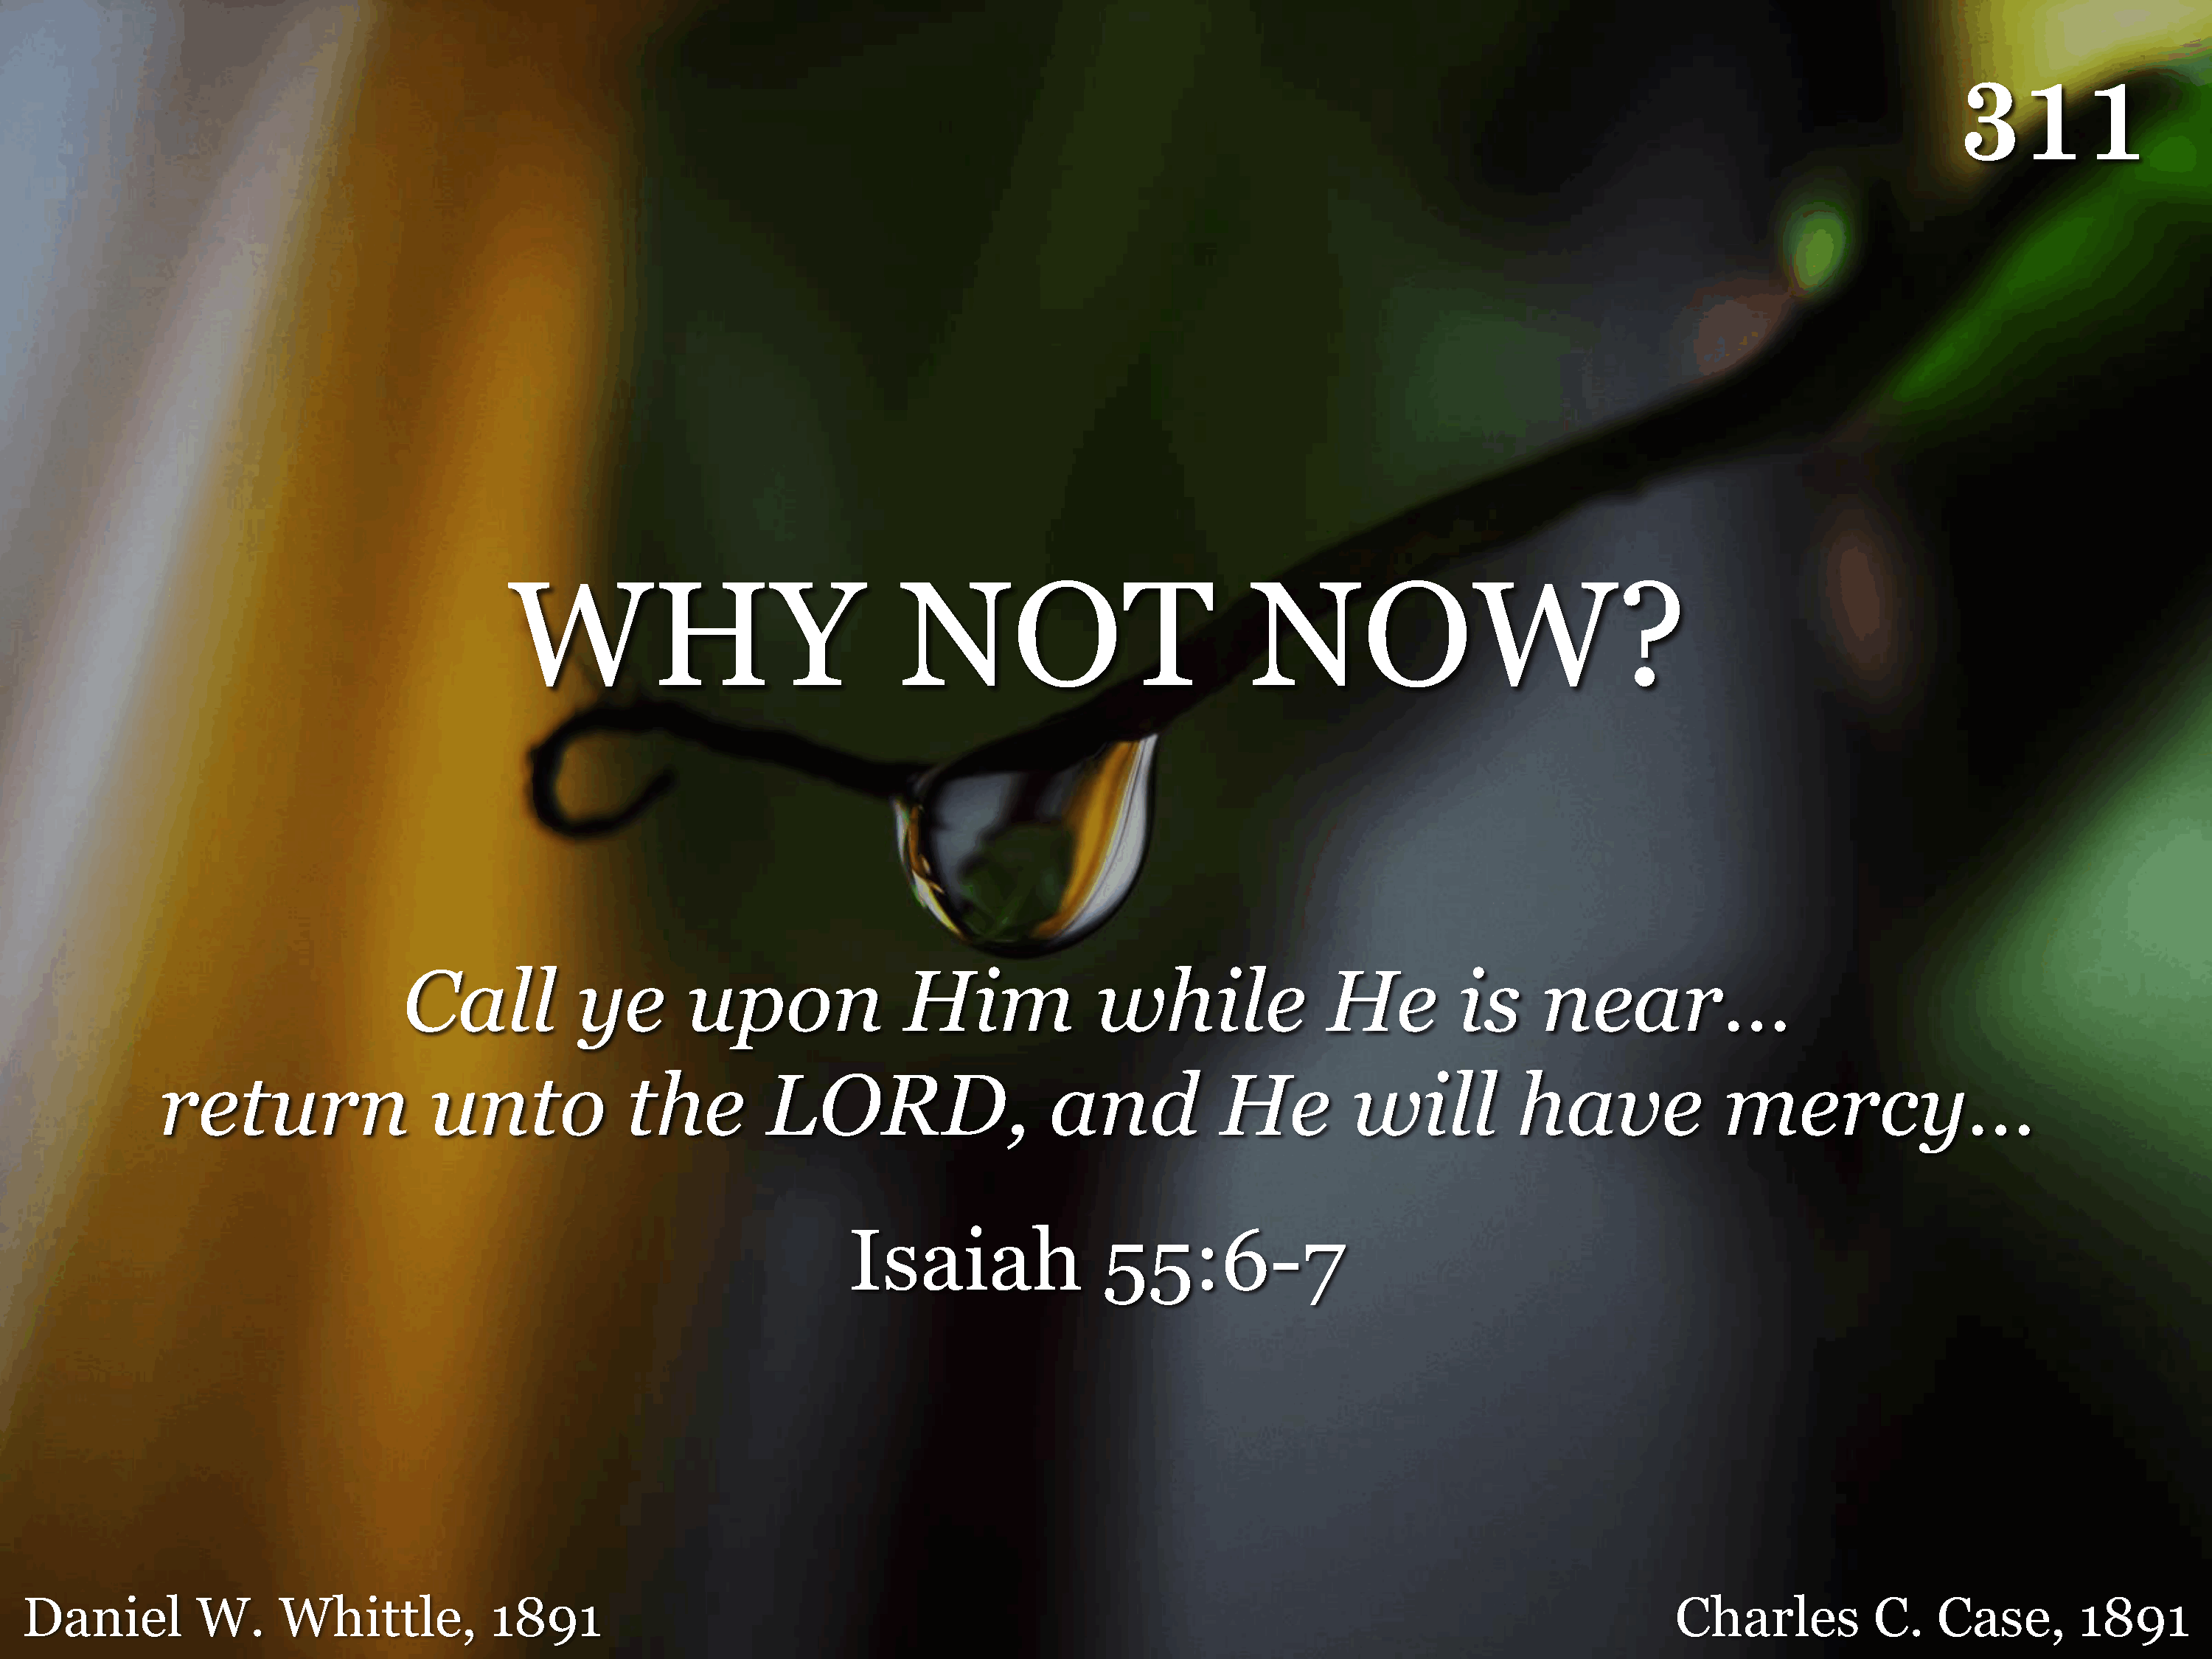 311
WHY NOT NOW?
Call ye upon Him while He is near…
return unto the LORD, and He will have mercy…
Isaiah 55:6-7
Daniel W. Whittle, 1891
Charles C. Case, 1891